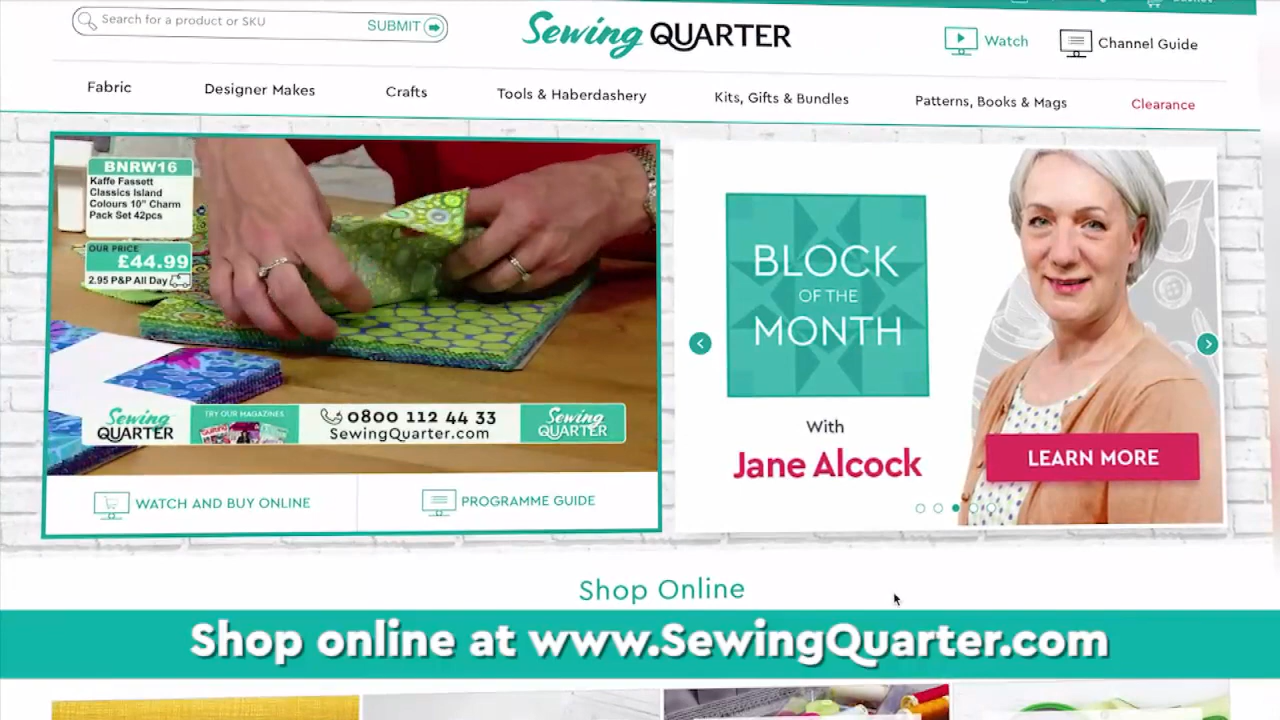 Search for a product or SKU
SUBMIT
Sewing QUARTER
Watch
Channel Guide
Fabric
Designer Makes
Crafts
Tools & Haberdashery
Kits, Gifts & Bundles
Patterns, Books & Mags
Clearance
BNRW16
Kaffe Fassett
Classics Island
Colours 10" Charm
Pack Set 42pcs
OUR PRICE
£44.99
2.95 P&P All Day
Sewing
QUARTER
TRY OUR MAGAZINES
0800 112 44 33
SewingQuarter.com
Sewing
QUARTER
WATCH AND BUY ONLINE
PROGRAMME GUIDE
BLOCK
OF THE
MONTH
With
Jane Alcock
LEARN MORE
Shop Online
Shop online at www.SewingQuarter.com